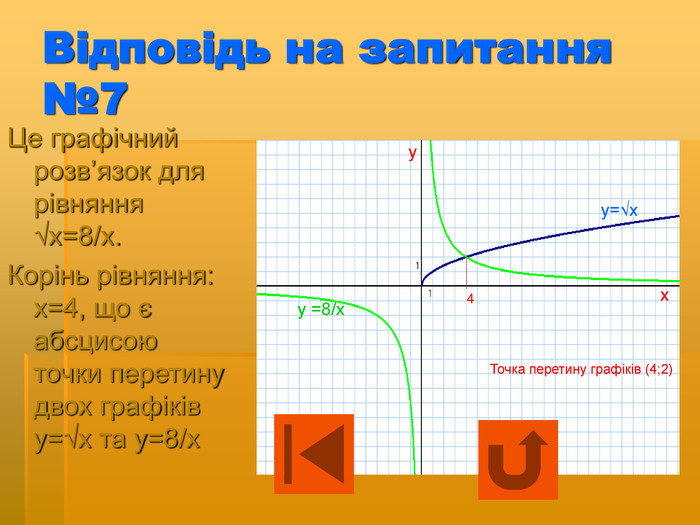 Відповідь на запитання
№7
Це графічний
розв’язок для
рівняння
√x=8/x.
Корінь рівняння:
x=4, що є
абсцисою
точки перетину
двох графіків
y=√x та y=8/x
y
y=√x
1
1
4
x
y =8/x
Точка перетину графіків (4;2)